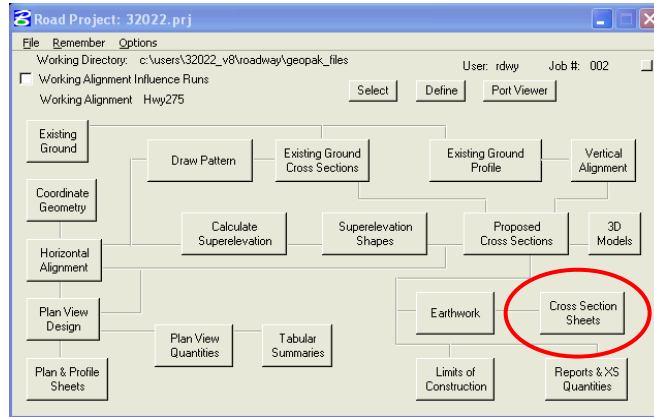 Road Project: 32022.prj
File Remember Options
Working Directory: c:\users\32022_v8\roadway\geopak_files
User: rdwy Job #: 002
Working Alignment Influence Runs
Working Alignment Hwy275
Select Define Port Viewer
Existing
Ground
Draw Pattern
Existing Ground
Cross Sections
Existing Ground
Profile
Vertical
Alignment
Coordinate
Geometry
Calculate
Superelevation
Superelevation
Shapes
Proposed
Cross Sections
3D
Models
Horizontal
Alignment
Plan View
Design
Earthwork
Cross Section
Sheets
Plan View
Quantities
Tabular
Summaries
Plan & Profile
Sheets
Limits of
Construction
Reports & XS
Quantities